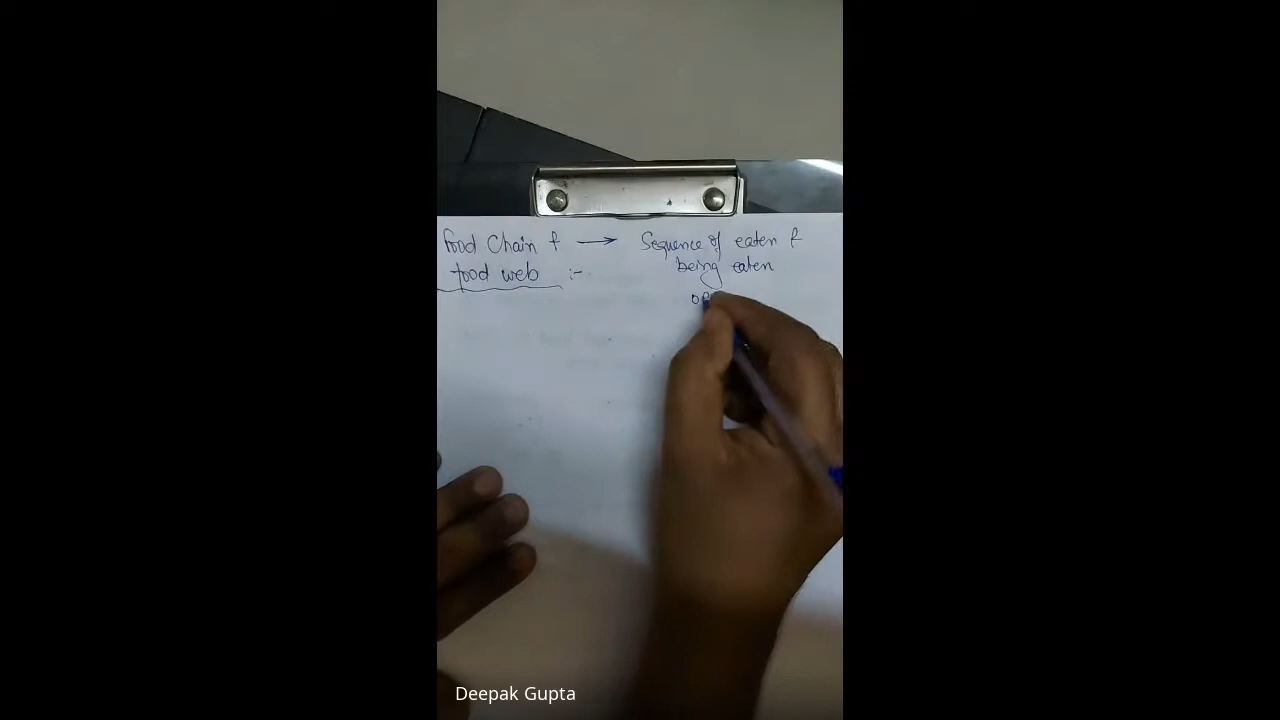 food Chain & → Sequence of eaten &
food web :- being eaten
Deepak Gupta